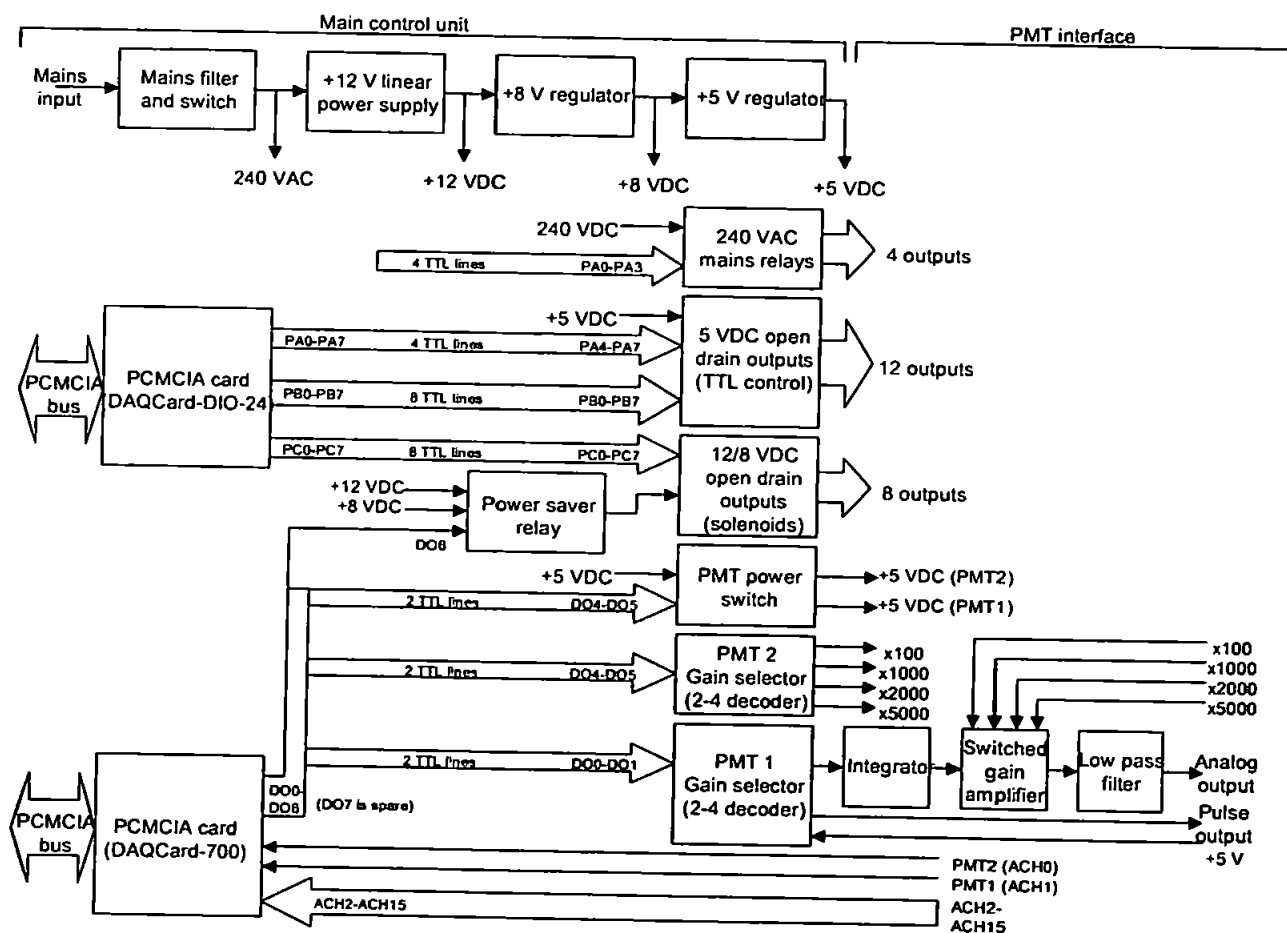 Main control unit
PMT interface
Mains
input
Mains filter
and switch
+12 V linear
power supply
+8 V regulator
+5 V regulator
240 VAC
+12 VDC
+8 VDC
+5 VDC
240 VDC
4 TTL lines
PA0-PA3
240 VAC
mains relays
4 outputs
PCMCIA
bus
PCMCIA card
DAQCard-DIO-24
+5 VDC
PA0-PA7
4 TTL lines
PA4-PA7
PB0-PB7
8 TTL lines
PB0-PB7
5 VDC open
drain outputs
(TTL control)
12 outputs
PC0-PC7
8 TTL lines
PC0-PC7
12/8 VDC
open drain
outputs
(solenoids)
8 outputs
+12 VDC
+8 VDC
DO6
Power saver
relay
+5 VDC
2 TTL lines
DO4-DO5
PMT power
switch
+5 VDC (PMT2)
+5 VDC (PMT1)
2 TTL lines
DO4-DO5
PMT 2
Gain selector
(2-4 decoder)
x100
x1000
x2000
x5000
x100
x1000
x2000
x5000
2 TTL lines
DO0-DO1
PMT 1
Gain selector
(2-4 decoder)
Integrator
Switched
gain
amplifier
Low pass
filter
Analog
output
Pulse
output
+5 V
PCMCIA
bus
PCMCIA card
(DAQCard-700)
DO0-
DO6
(DO7 is spare)
PMT2 (ACH0)
PMT1 (ACH1)
ACH2-ACH15
ACH2-
ACH15